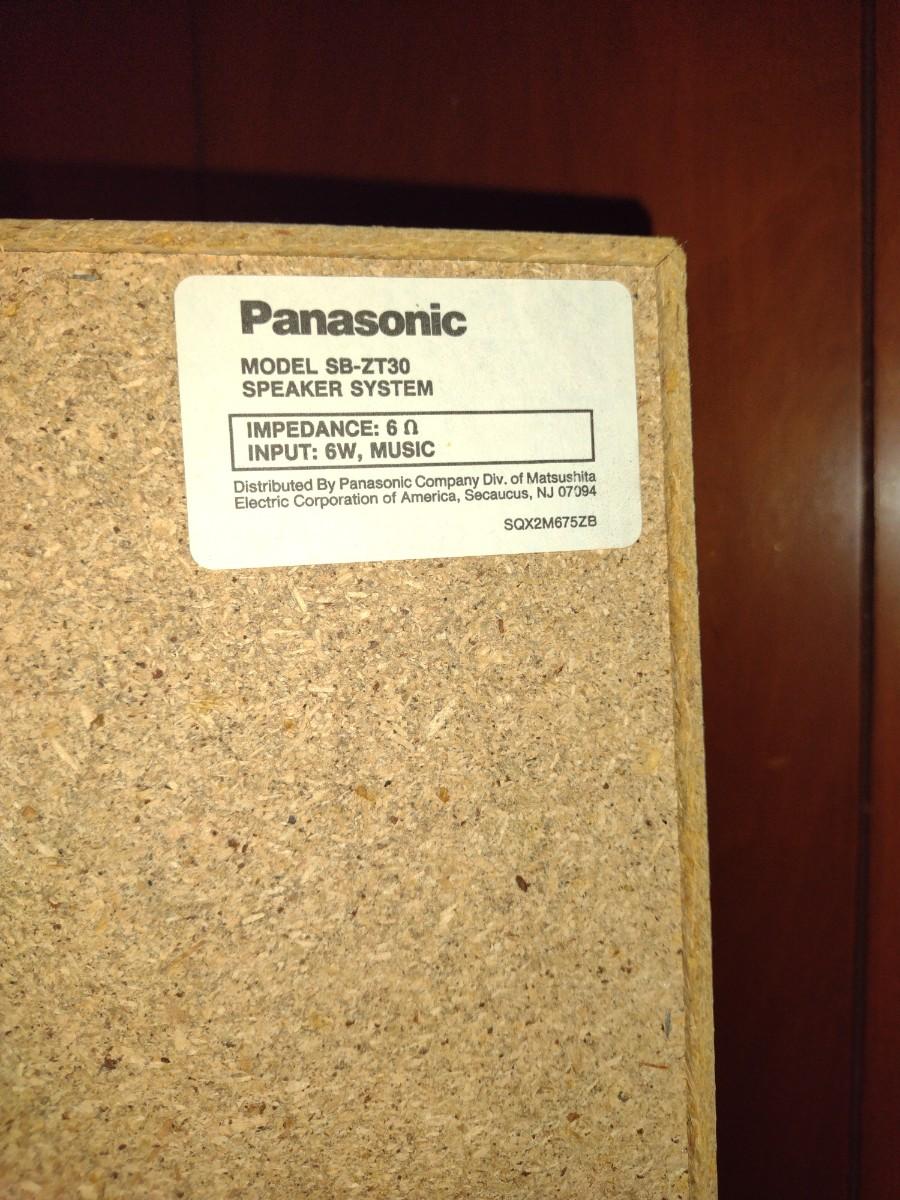 Panasonic
MODEL SB-ZT30
SPEAKER SYSTEM
IMPEDANCE: 6 Ω
INPUT: 6W, MUSIC
Distributed By Panasonic Company Div. of Matsushita
Electric Corporation of America, Secaucus, NJ 07094
SQX2M675ZB